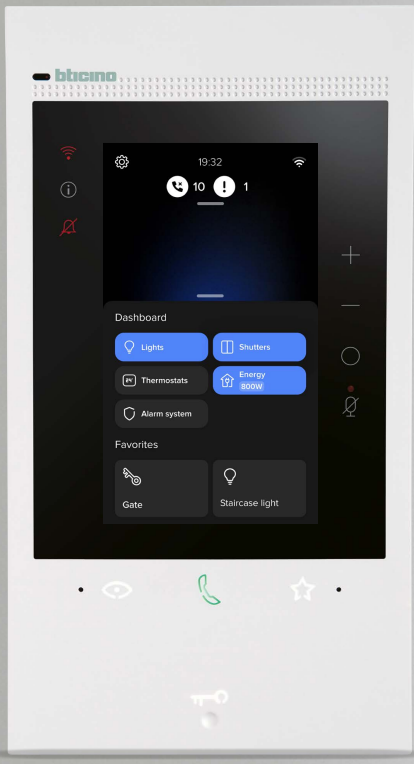 bticino
19:32
10 ! 1
Dashboard
Lights
Shutters
Thermostats
Energy
800W
Alarm system
Favorites
Gate
Staircase light